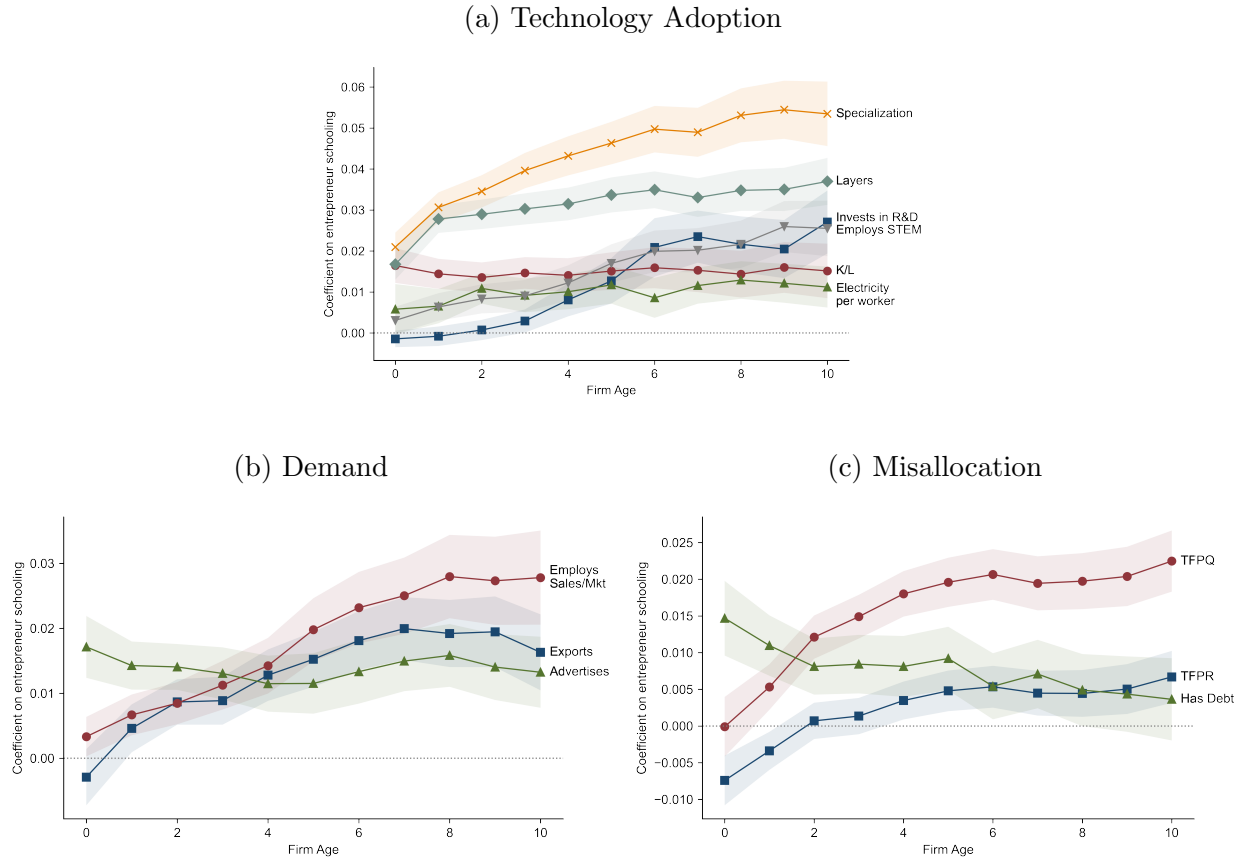 (a) Technology Adoption
Coefficient on entrepreneur schooling
0.06
0.05
0.04
0.03
0.02
0.01
0.00
0
2
4
6
8
10
Firm Age
Specialization
Layers
Invests in R&D
Employs STEM
K/L
Electricity
per worker
(b) Demand
Coefficient on entrepreneur schooling
0.03
0.02
0.01
0.00
0
2
4
6
8
10
Firm Age
Employs
Sales/Mkt
Exports
Advertises
(c) Misallocation
Coefficient on entrepreneur schooling
0.025
0.020
0.015
0.010
0.005
0.000
−0.005
−0.010
0
2
4
6
8
10
Firm Age
TFPQ
TFPR
Has Debt